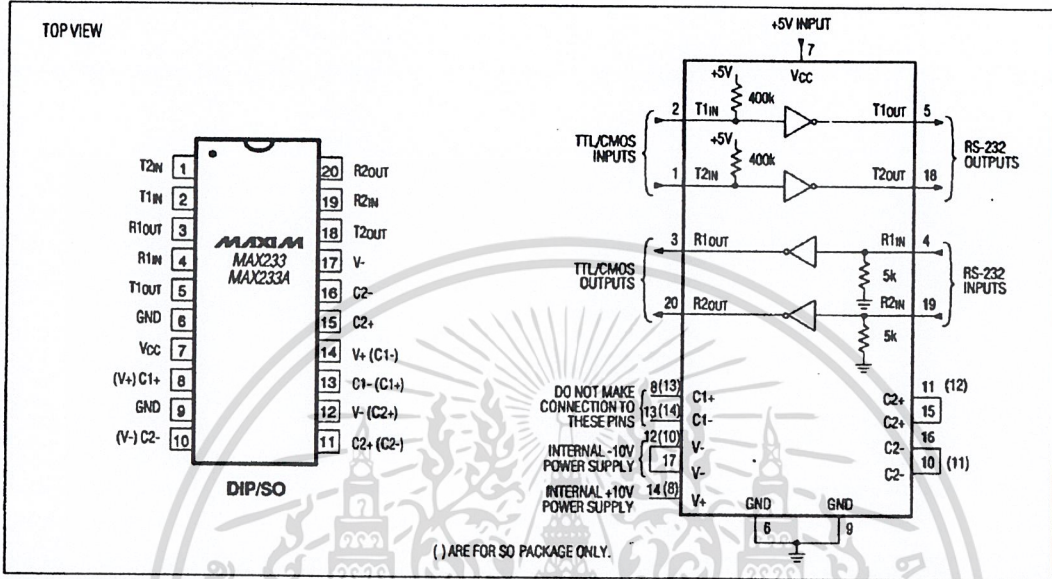 TOP VIEW
T2IN 1
T1IN 2
R1OUT 3
R1IN 4
T1OUT 5
GND 6
VCC 7
(V+) C1+ 8
GND 9
(V-) C2- 10
MAXIM
MAX233
MAX233A
20 R2OUT
19 R2IN
18 T2OUT
17 V-
16 C2-
15 C2+
14 V+ (C1-)
13 C1- (C1+)
12 V- (C2+)
11 C2+ (C2-)
DIP/SO
+5V INPUT
7
VCC
+5V
400k
2 T1IN T1OUT 5
TTL/CMOS
INPUTS
+5V
400k
RS-232
OUTPUTS
1 T2IN T2OUT 18
3 R1OUT R1IN 4
TTL/CMOS
OUTPUTS
5k
RS-232
INPUTS
20 R2OUT R2IN 19
5k
DO NOT MAKE
CONNECTION TO
THESE PINS
8 (13) C1+
13 (14) C1-
INTERNAL -10V
POWER SUPPLY
12 (10) V-
17 V-
INTERNAL +10V
POWER SUPPLY
14 (8) V+
C2+ 11 (12)
C2+ 15
C2- 16
C2- 10 (11)
GND GND
6 9
( ) ARE FOR SO PACKAGE ONLY.